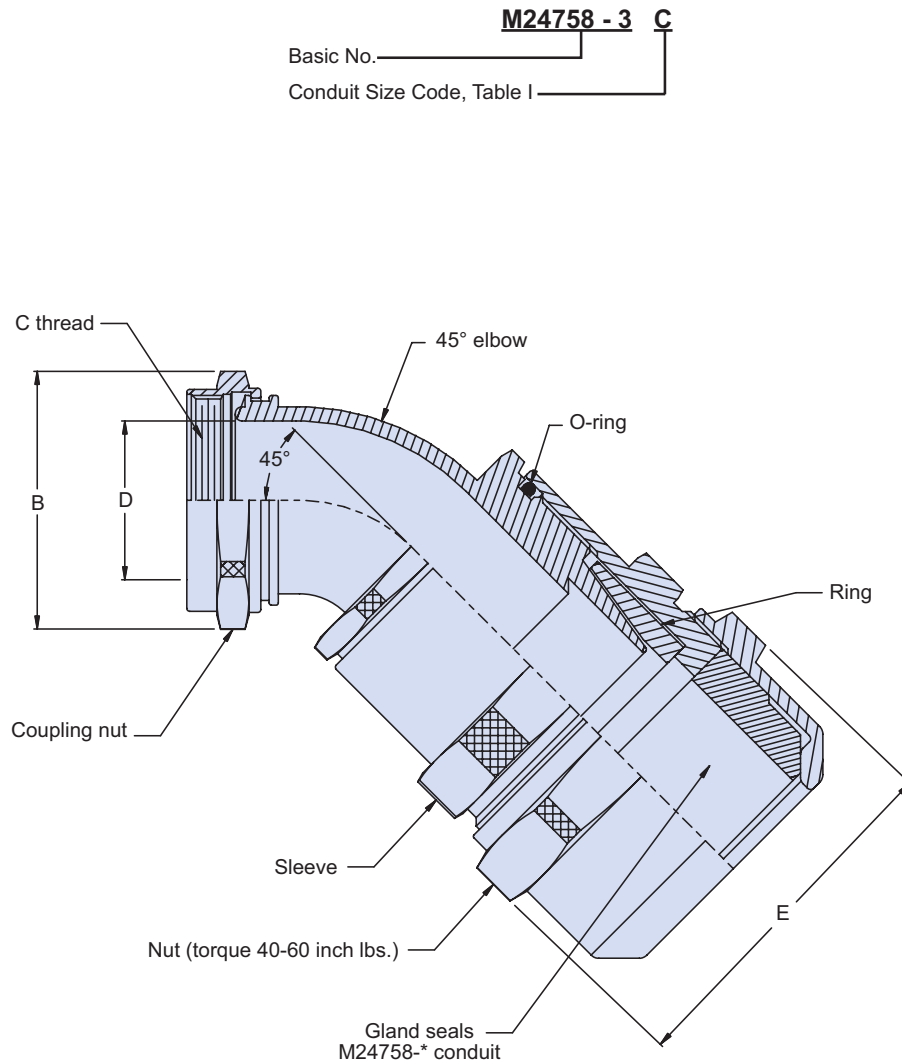 M24758 - 3 C
Basic No.
Conduit Size Code, Table I
C thread
45° elbow
O-ring
45°
B
D
Ring
Coupling nut
Sleeve
E
Nut (torque 40-60 inch lbs.)
Gland seals
M24758-* conduit